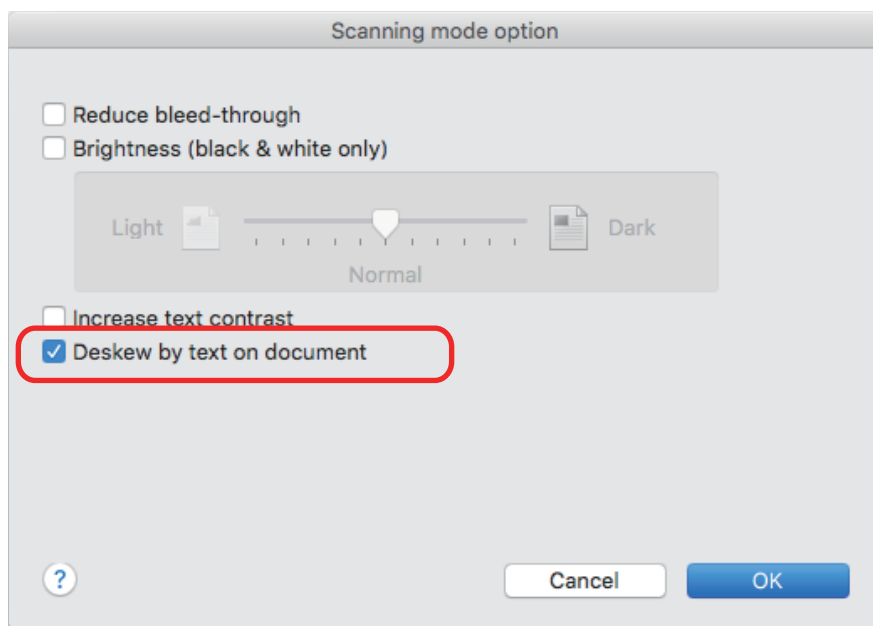 Scanning mode option
Reduce bleed-through
Brightness (black & white only)
Light Dark
Normal
Increase text contrast
Deskew by text on document
? Cancel OK